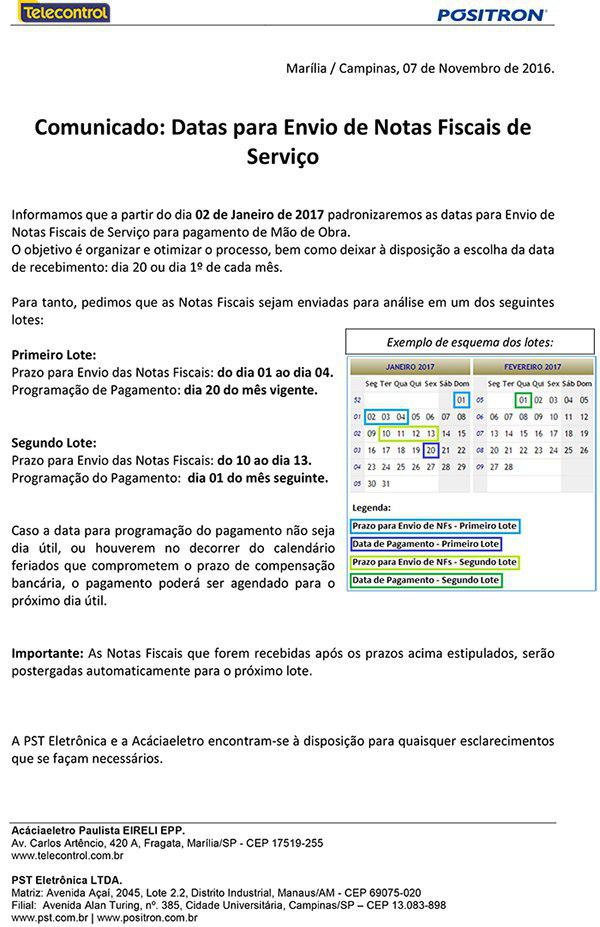 Telecontrol
PÓSITRON®
Marília / Campinas, 07 de Novembro de 2016.
Comunicado: Datas para Envio de Notas Fiscais de
Serviço
Informamos que a partir do dia 02 de Janeiro de 2017 padronizaremos as datas para Envio de
Notas Fiscais de Serviço para pagamento de Mão de Obra.
O objetivo é organizar e otimizar o processo, bem como deixar à disposição a escolha da data
de recebimento: dia 20 ou dia 1º de cada mês.
Para tanto, pedimos que as Notas Fiscais sejam enviadas para análise em um dos seguintes
lotes:
Primeiro Lote:
Prazo para Envio das Notas Fiscais: do dia 01 ao dia 04.
Programação de Pagamento: dia 20 do mês vigente.
Segundo Lote:
Prazo para Envio das Notas Fiscais: do 10 ao dia 13.
Programação do Pagamento: dia 01 do mês seguinte.
Caso a data para programação do pagamento não seja
dia útil, ou houverem no decorrer do calendário
feriados que comprometem o prazo de compensação
bancária, o pagamento poderá ser agendado para o
próximo dia útil.
Exemplo de esquema dos lotes:
JANEIRO 2017
Seg Ter Qua Qui Sex Sáb Dom
52 01
01 02 03 04 05 06 07 08
02 09 10 11 12 13 14 15
03 16 17 18 19 20 21 22
04 23 24 25 26 27 28 29
05 30 31
FEVEREIRO 2017
Seg Ter Qua Qui Sex Sáb Dom
05 01 02 03 04 05
06 06 07 08 09 10 11 12
07 13 14 15 16 17 18 19
08 20 21 22 23 24 25 26
09 27 28
Legenda:
Prazo para Envio de NFs - Primeiro Lote
Data de Pagamento - Primeiro Lote
Prazo para Envio de NFs - Segundo Lote
Data de Pagamento - Segundo Lote
Importante: As Notas Fiscais que forem recebidas após os prazos acima estipulados, serão
postergadas automaticamente para o próximo lote.
A PST Eletrônica e a Acáciaeletro encontram-se à disposição para quaisquer esclarecimentos
que se façam necessários.
Acáciaeletro Paulista EIRELI EPP.
Av. Carlos Artêncio, 420 A, Fragata, Marília/SP - CEP 17519-255
www.telecontrol.com.br
PST Eletrônica LTDA.
Matriz: Avenida Açaí, 2045, Lote 2.2, Distrito Industrial, Manaus/AM - CEP 69075-020
Filial: Avenida Alan Turing, nº. 385, Cidade Universitária, Campinas/SP – CEP 13.083-898
www.pst.com.br | www.positron.com.br